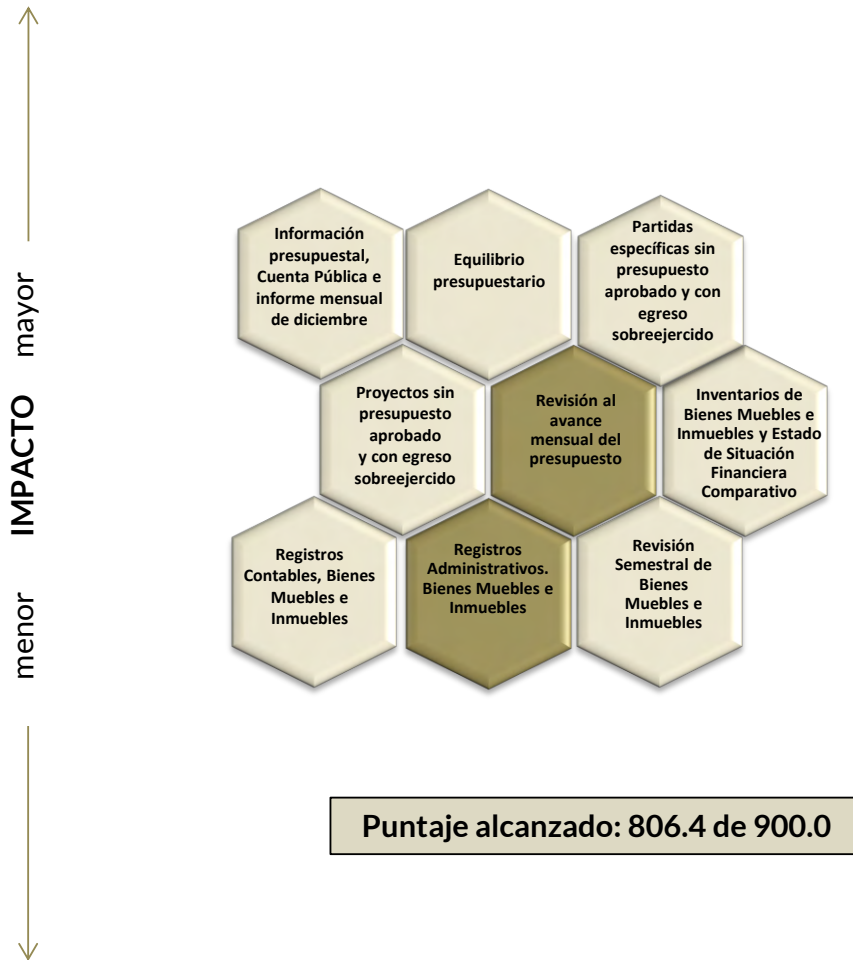 Información
presupuestal,
Cuenta Pública e
informe mensual
de diciembre
Equilibrio
presupuestario
Partidas
específicas sin
presupuesto
aprobado y con
egreso
sobreejercido
Proyectos sin
presupuesto
aprobado
y con egreso
sobreejercido
Revisión al
avance
mensual del
presupuesto
Inventarios de
Bienes Muebles e
Inmuebles y Estado
de Situación
Financiera
Comparativo
Registros
Contables, Bienes
Muebles e
Inmuebles
Registros
Administrativos.
Bienes Muebles e
Inmuebles
Revisión
Semestral de
Bienes
Muebles e
Inmuebles
menor IMPACTO mayor
Puntaje alcanzado: 806.4 de 900.0